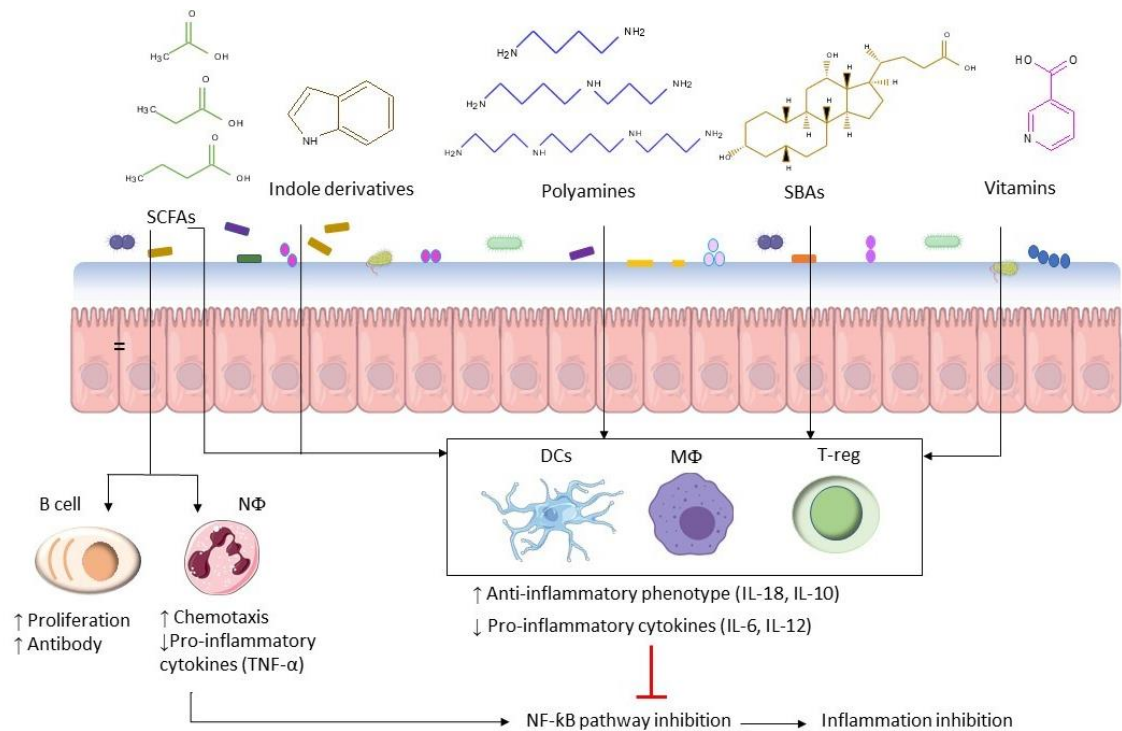 O
H₃C
OH
O
H₃C
OH
O
H₃C
OH
NH
NH2
H2N
NH
NH2
H2N
NH
NH2
H2N
NH
OH
H
O
OH
H
H
H
H
H
HO
H
HO
O
N
SCFAs
Indole derivatives
Polyamines
SBAs
Vitamins
=
B cell
NΦ
DCs
MΦ
T-reg
↑ Proliferation
↑ Antibody
↑ Chemotaxis
↓Pro-inflammatory
cytokines (TNF-α)
↑ Anti-inflammatory phenotype (IL-18, IL-10)
↓ Pro-inflammatory cytokines (IL-6, IL-12)
NF-ƙB pathway inhibition
Inflammation inhibition